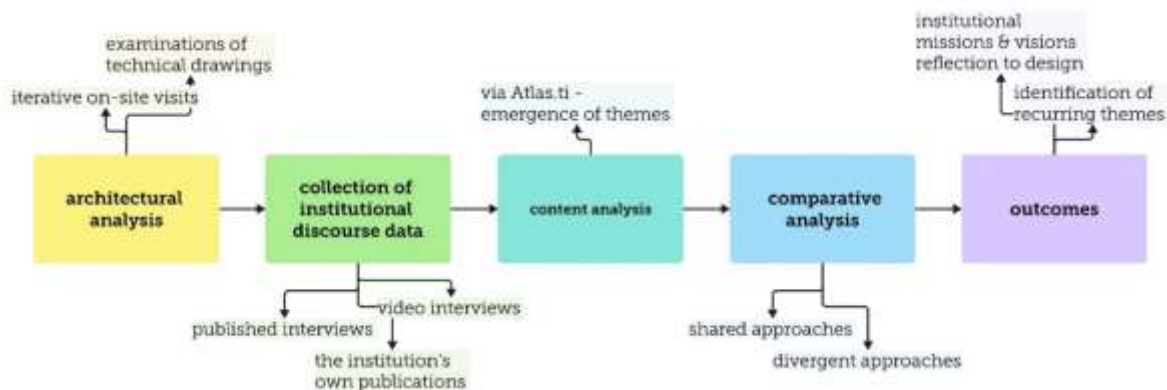 examinations of
technical drawings
iterative on-site visits
via Atlas.ti -
emergence of themes
institutional
missions & visions
reflection to design
identification of
recurring themes
architectural
analysis
collection of
institutional
discourse data
content analysis
comparative
analysis
outcomes
published interviews
video interviews
the institution's
own publications
shared approaches
divergent approaches